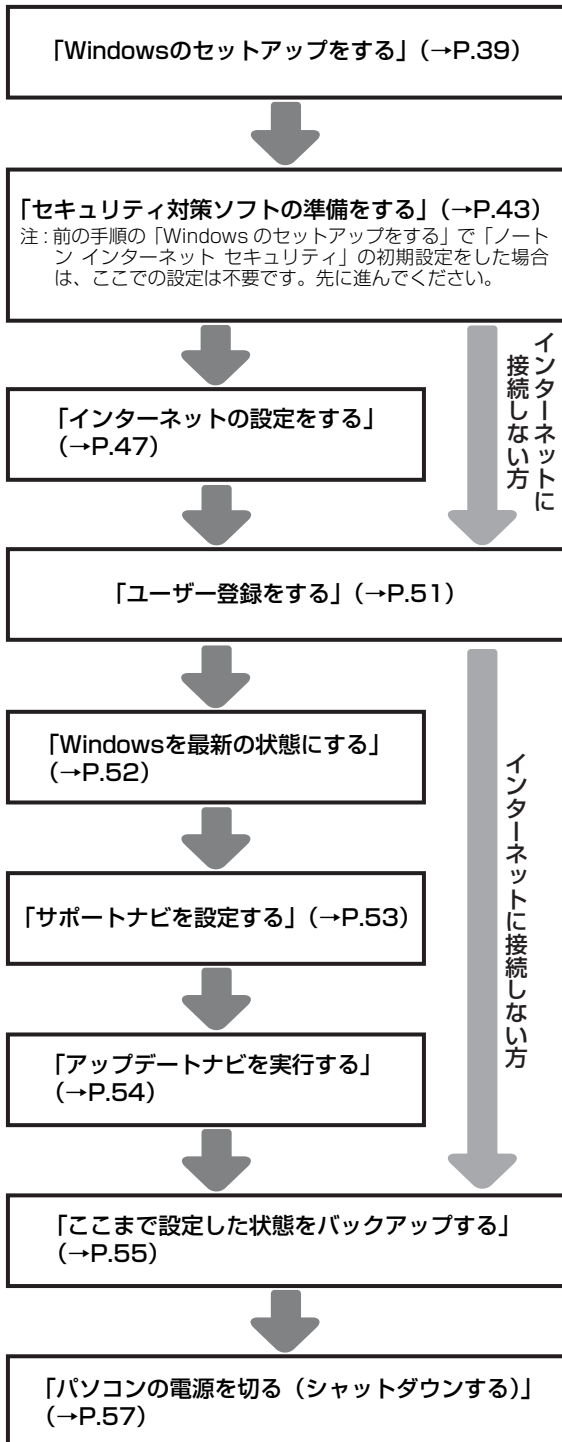 「Windowsのセットアップをする」(→P.39)
「セキュリティ対策ソフトの準備をする」(→P.43)
注:前の手順の「Windows のセットアップをする」で「ノート
ン インターネット セキュリティ」の初期設定をした場合
は、ここでの設定は不要です。先に進んでください。
インターネットに
接続しない方
「インターネットの設定をする」
(→P.47)
「ユーザー登録をする」(→P.51)
「Windowsを最新の状態にする」
(→P.52)
インターネットに接続しない方
「サポートナビを設定する」(→P.53)
「アップデートナビを実行する」
(→P.54)
「ここまで設定した状態をバックアップする」
(→P.55)
「パソコンの電源を切る(シャットダウンする)」
(→P.57)